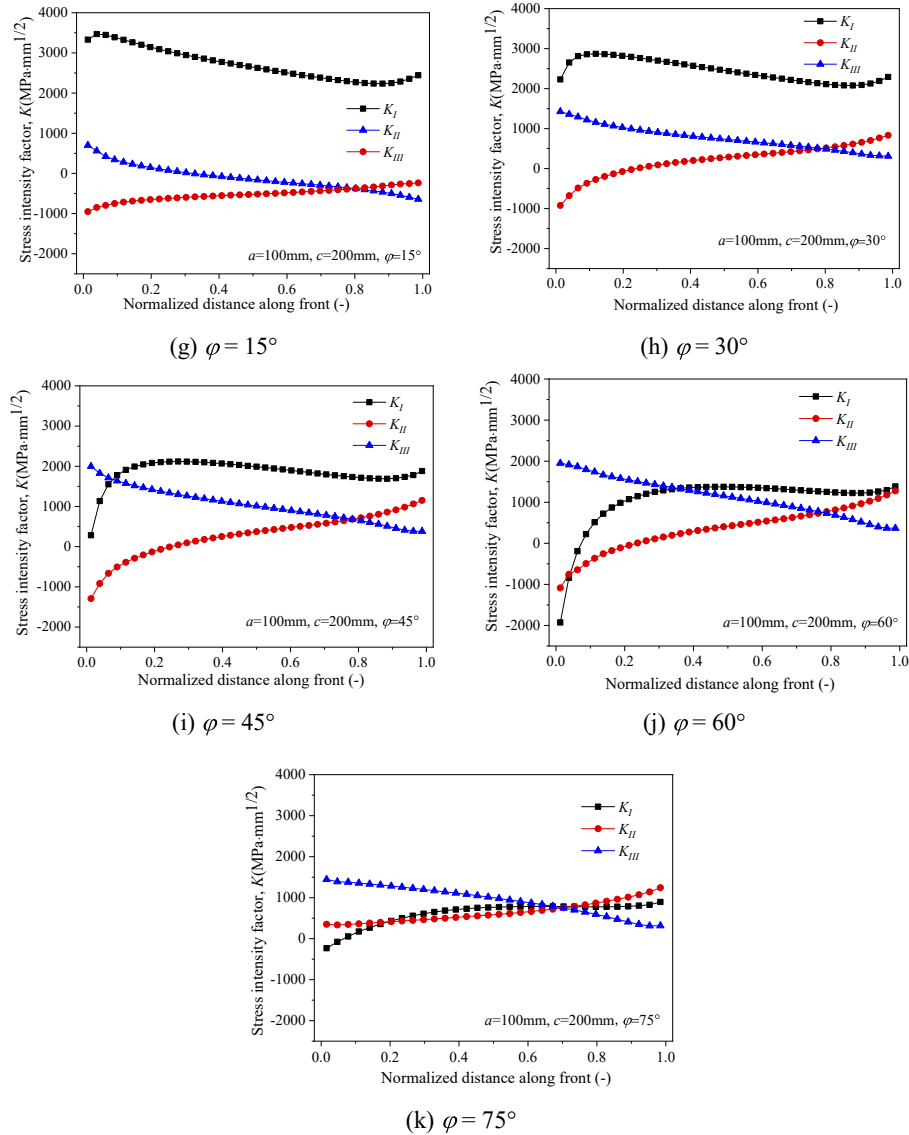 Stress intensity factor, K(MPa·mm1/2)
4000
3000
2000
1000
0
-1000
-2000
KI
KII
KIII
a=100mm, c=200mm, φ=15°
0.0 0.2 0.4 0.6 0.8 1.0
Normalized distance along front (-)
(g) φ = 15°
Stress intensity factor, K(MPa·mm1/2)
4000
3000
2000
1000
0
-1000
-2000
KI
KII
KIII
a=100mm, c=200mm,φ=30°
0.0 0.2 0.4 0.6 0.8 1.0
Normalized distance along front (-)
(h) φ = 30°
Stress intensity factor, K(MPa·mm1/2)
4000
3000
2000
1000
0
-1000
-2000
KI
KII
KIII
a=100mm, c=200mm, φ=45°
0.0 0.2 0.4 0.6 0.8 1.0
Normalized distance along front (-)
(i) φ = 45°
Stress intensity factor, K(MPa·mm1/2)
4000
3000
2000
1000
0
-1000
-2000
KI
KII
KIII
a=100mm, c=200mm, φ=60°
0.0 0.2 0.4 0.6 0.8 1.0
Normalized distance along front (-)
(j) φ = 60°
Stress intensity factor, K(MPa·mm1/2)
4000
3000
2000
1000
0
-1000
-2000
KI
KII
KIII
a=100mm, c=200mm, φ=75°
0.0 0.2 0.4 0.6 0.8 1.0
Normalized distance along front (-)
(k) φ = 75°